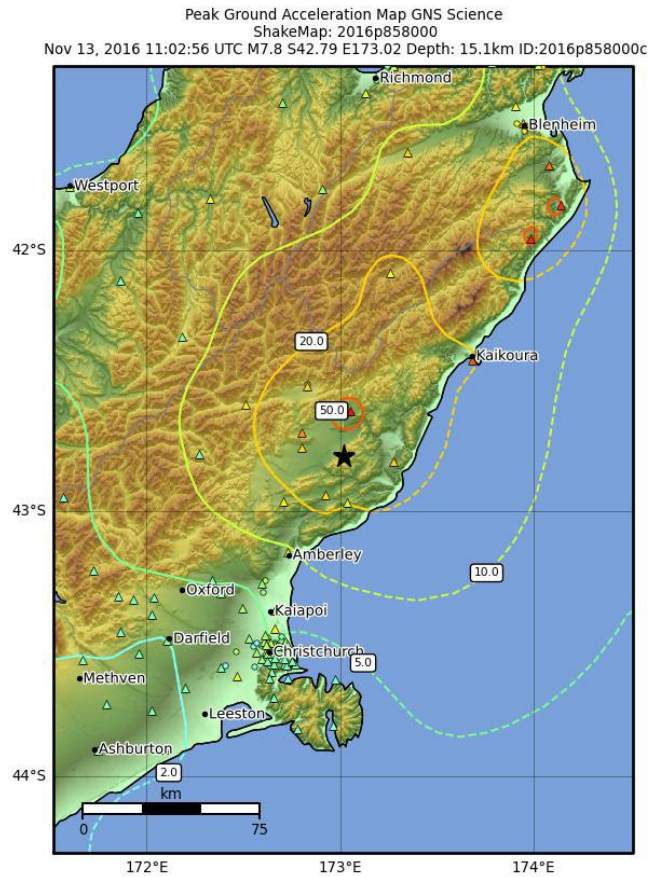 Peak Ground Acceleration Map GNS Science
ShakeMap: 2016p858000
Nov 13, 2016 11:02:56 UTC M7.8 S42.79 E173.02 Depth: 15.1km ID:2016p858000c
Richmond
Blenheim
Westport
42°S
20.0
Kaikoura
50.0
43°S
Amberley
10.0
Oxford
Kaiapoi
Darfield
Christchurch
5.0
Methven
Leeston
Ashburton
2.0
44°S
km
0 75
172°E 173°E 174°E